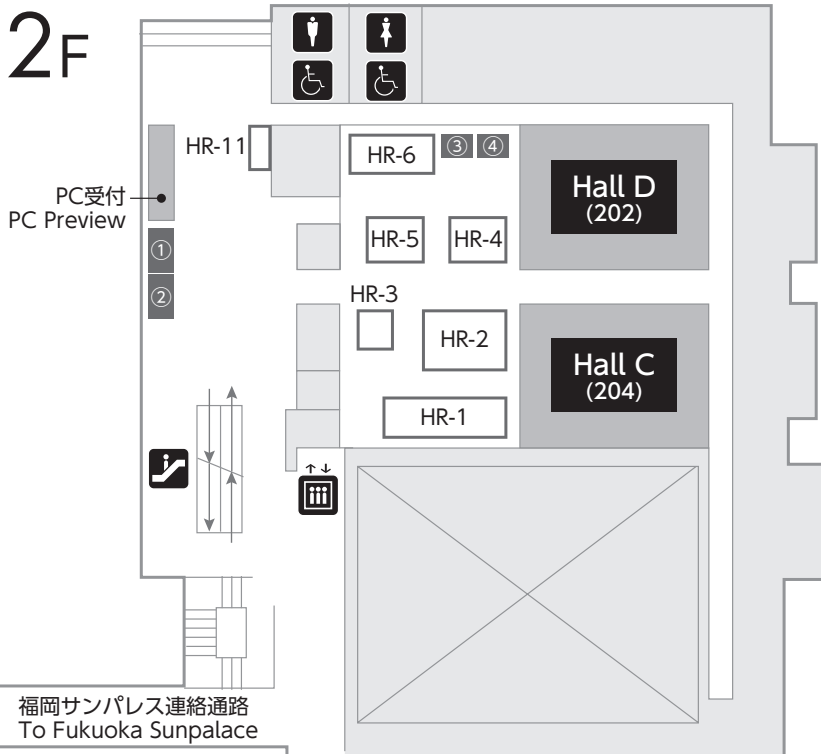 2F
HR-11
HR-6
③
④
Hall D
(202)
PC受付
PC Preview
①
②
HR-5
HR-4
HR-3
HR-2
Hall C
(204)
HR-1
福岡サンパレス連絡通路
To Fukuoka Sunpalace